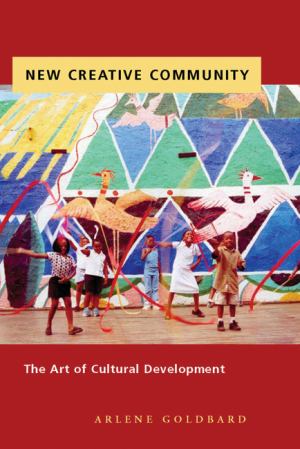 NEW CREATIVE COMMUNITY
The Art of Cultural Development
ARLENE GOLDBARD